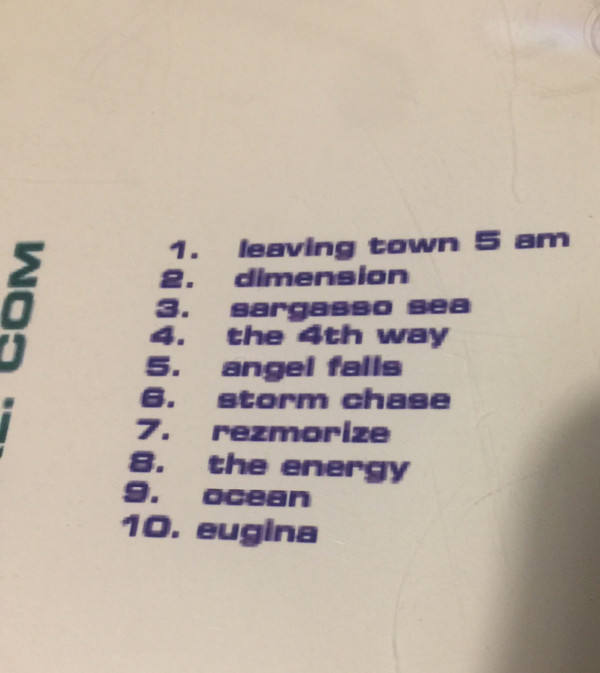 1. leaving town 5 am
2. dimension
3. sargasso sea
4. the 4th way
5. angel falls
6. storm chase
7. rezmorize
8. the energy
9. ocean
10. eugina
COM